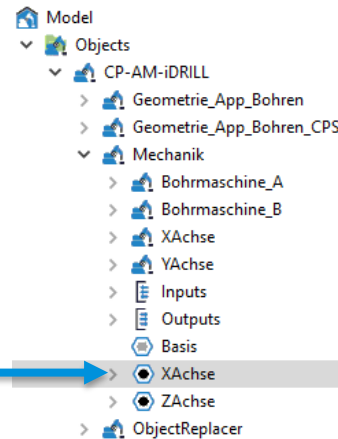 Model
Objects
CP-AM-iDRILL
Geometrie_App_Bohren
Geometrie_App_Bohren_CPS
Mechanik
Bohrmaschine_A
Bohrmaschine_B
XAchse
YAchse
Inputs
Outputs
Basis
XAchse
ZAchse
ObjectReplacer